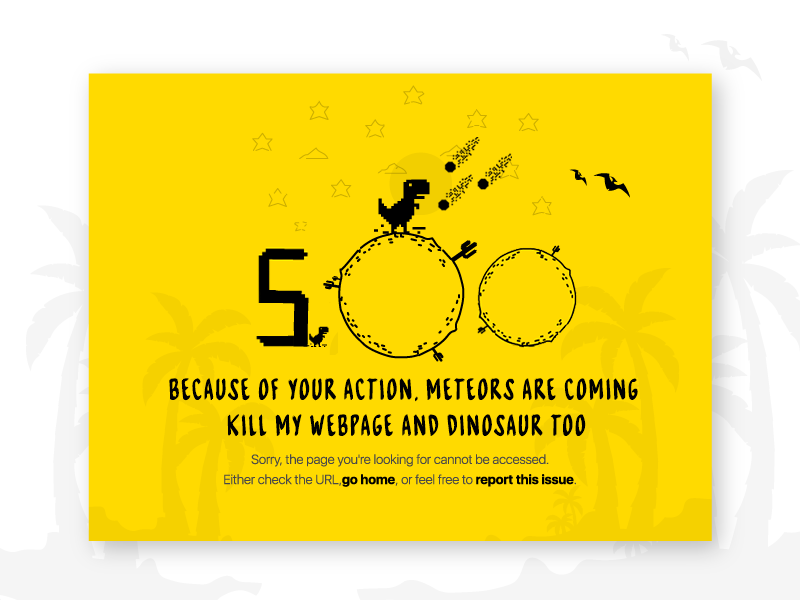 500
BECAUSE OF YOUR ACTION, METEORS ARE COMING
KILL MY WEBPAGE AND DINOSAUR TOO
Sorry, the page you're looking for cannot be accessed.
Either check the URL,go home, or feel free to report this issue.